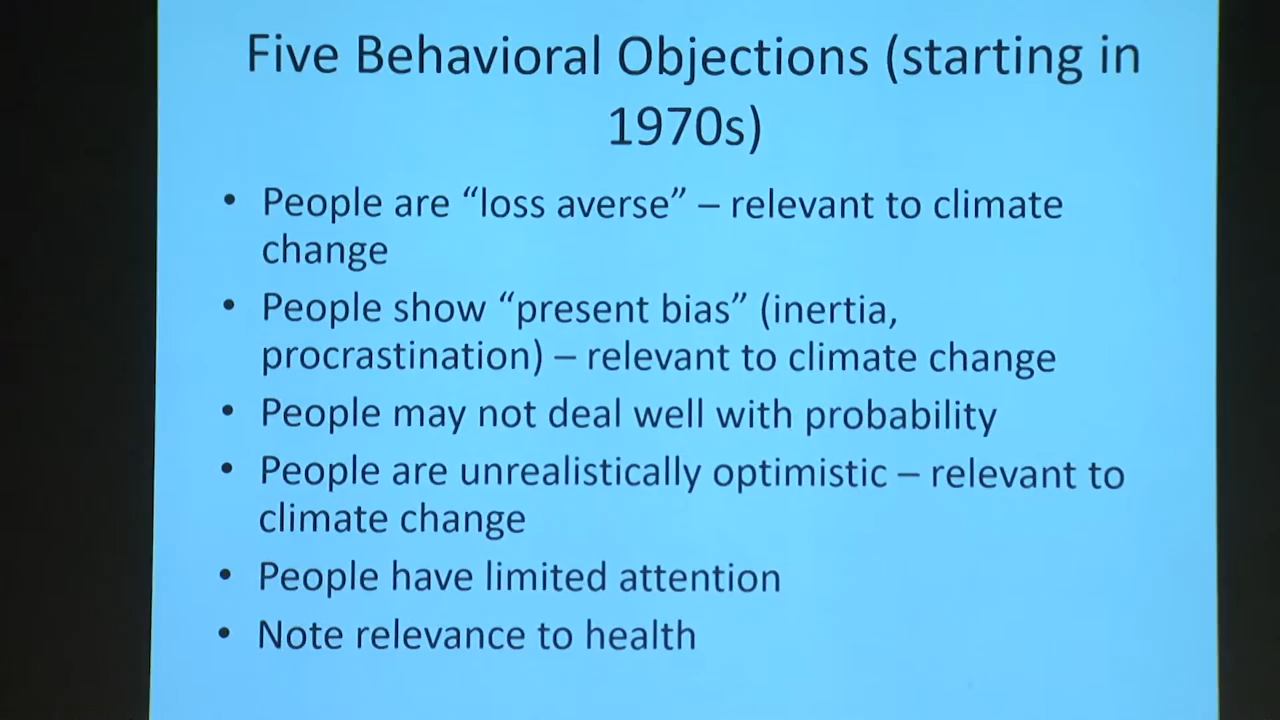 Five Behavioral Objections (starting in
1970s)
• People are “loss averse” – relevant to climate
change
• People show “present bias” (inertia,
procrastination) – relevant to climate change
• People may not deal well with probability
• People are unrealistically optimistic – relevant to
climate change
• People have limited attention
• Note relevance to health